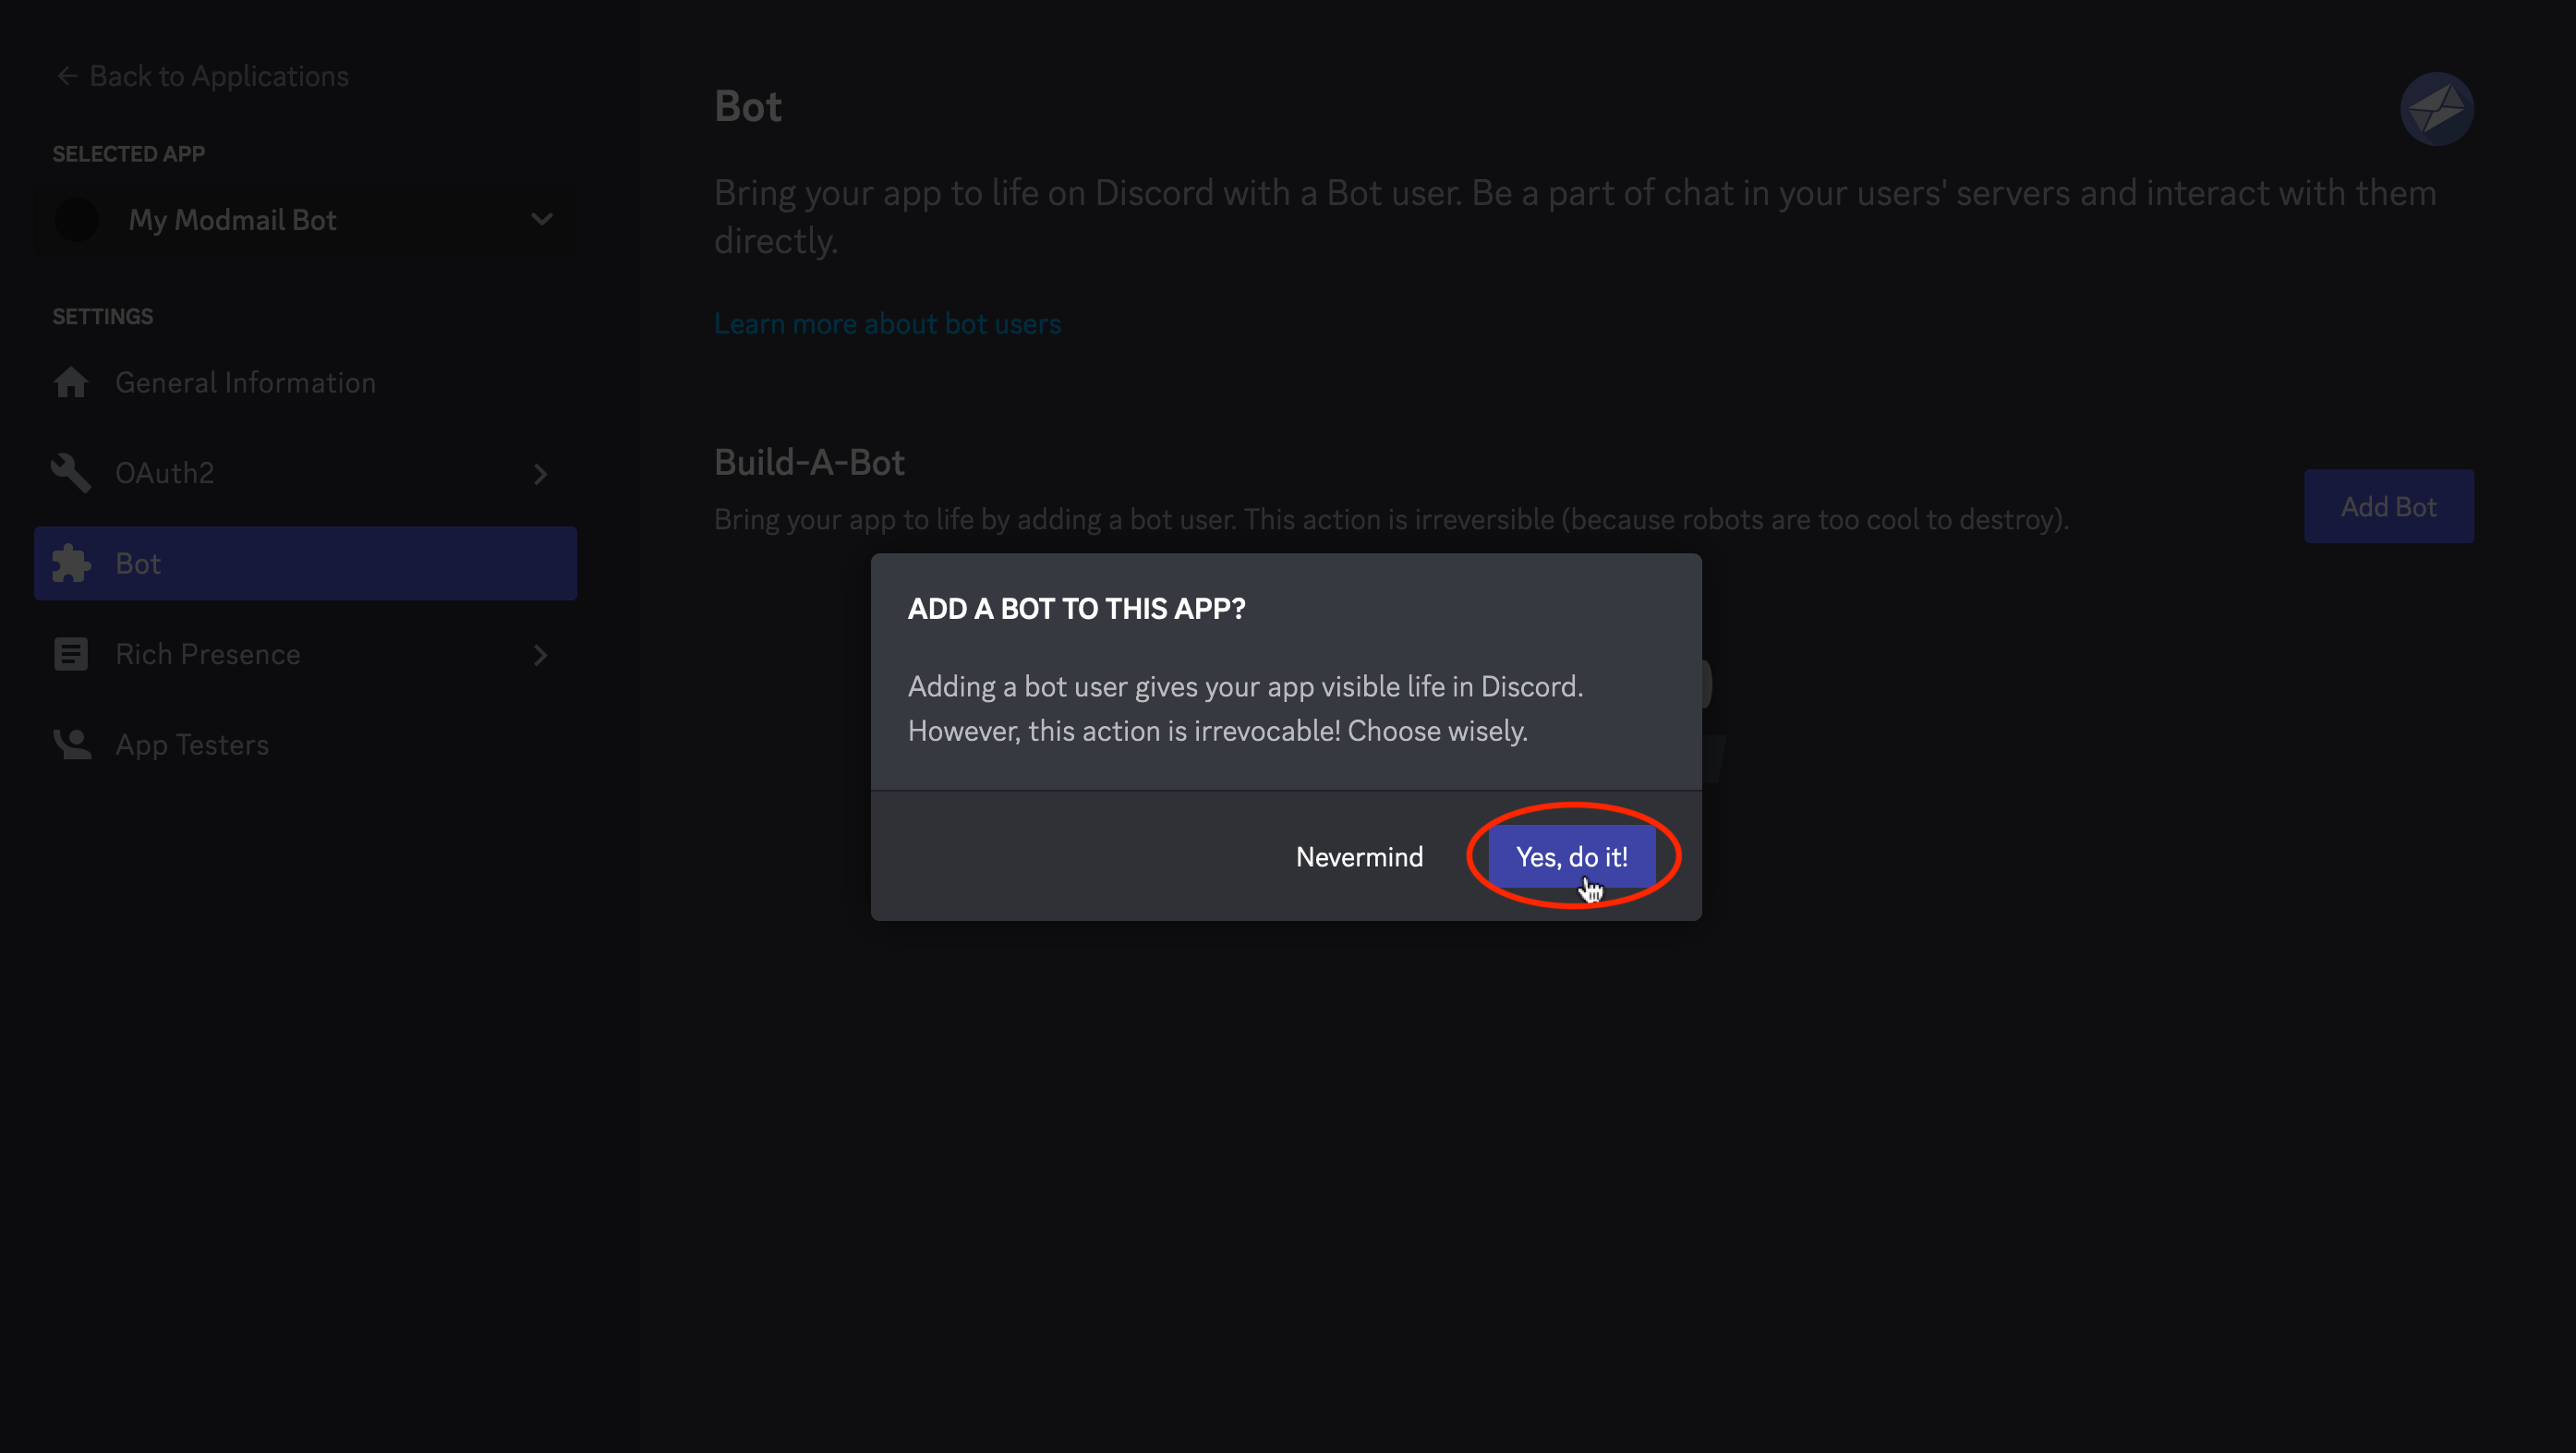 ← Back to Applications
SELECTED APP
My Modmail Bot
SETTINGS
General Information
OAuth2
Bot
Rich Presence
App Testers
Bot
Bring your app to life on Discord with a Bot user. Be a part of chat in your users' servers and interact with them
directly.
Learn more about bot users
Build-A-Bot
Bring your app to life by adding a bot user. This action is irreversible (because robots are too cool to destroy).
Add Bot
ADD A BOT TO THIS APP?
Adding a bot user gives your app visible life in Discord.
However, this action is irrevocable! Choose wisely.
Nevermind
Yes, do it!